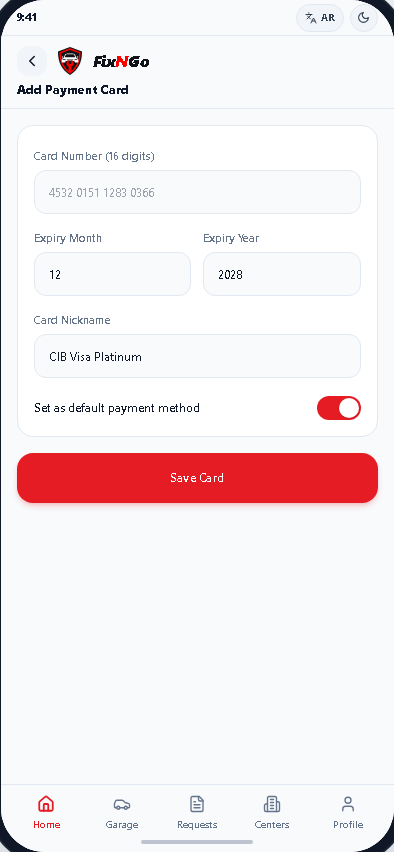 9:41
AR
FixNGo
Add Payment Card
Card Number (16 digits)
4532 0151 1283 0366
Expiry Month
Expiry Year
12
2028
Card Nickname
CIB Visa Platinum
Set as default payment method
Save Card
Home
Garage
Requests
Centers
Profile